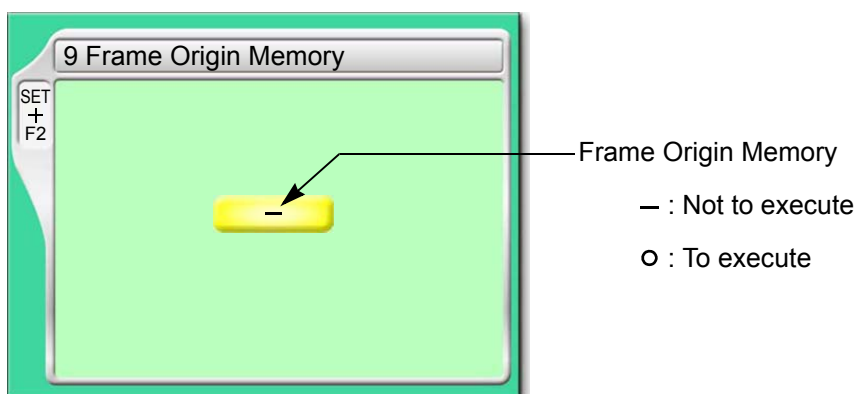 9 Frame Origin Memory
SET
+
F2
–
Frame Origin Memory
– : Not to execute
O : To execute